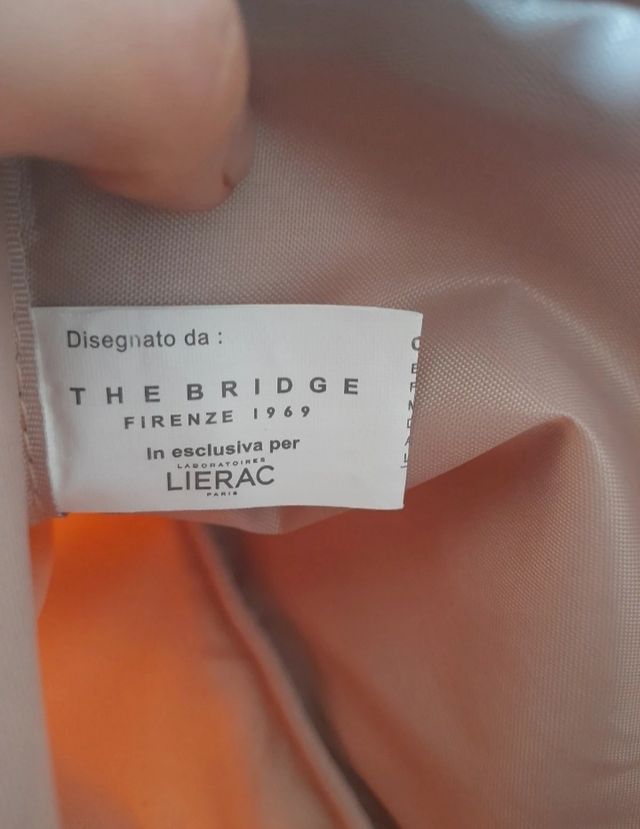 Disegnato da :
THE BRIDGE
FIRENZE 1969
In esclusiva per
LABORATOIRES
LIERAC
PARIS